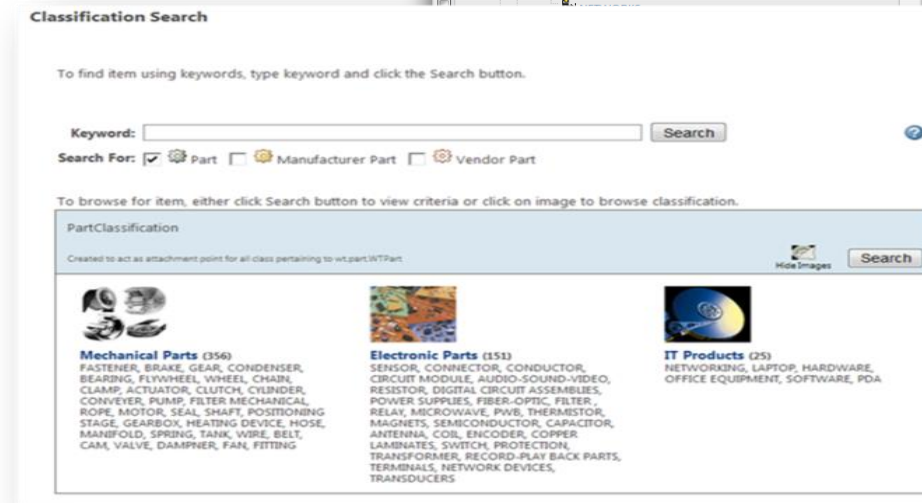 Classification Search
To find item using keywords, type keyword and click the Search button.
Keyword: Search
Search For: Part Manufacturer Part Vendor Part
To browse for item, either click Search button to view criteria or click on image to browse classification.
PartClassification
Created to act as attachment point for all class pertaining to wt.part.WTPart
Hide Images Search
Mechanical Parts (356)
FASTENER, BRAKE, GEAR, CONDENSER,
BEARING, FLYWHEEL, WHEEL, CHAIN,
CLAMP, ACTUATOR, CLUTCH, CYLINDER,
CONVEYER, PUMP, FILTER MECHANICAL,
ROPE, MOTOR, SEAL, SHAFT, POSITIONING
STAGE, GEARBOX, HEATING DEVICE, HOSE,
MANIFOLD, SPRING, TANK, WIRE, BELT,
CAM, VALVE, DAMPNER, FAN, FITTING
Electronic Parts (151)
SENSOR, CONNECTOR, CONDUCTOR,
CIRCUIT MODULE, AUDIO-SOUND-VIDEO,
RESISTOR, DIGITAL CIRCUIT ASSEMBLIES,
POWER SUPPLIES, FIBER-OPTIC, FILTER ,
RELAY, MICROWAVE, PWB, THERMISTOR,
MAGNETS, SEMICONDUCTOR, CAPACITOR,
ANTENNA, COIL, ENCODER, COPPER
LAMINATES, SWITCH, PROTECTION,
TRANSFORMER, RECORD-PLAY BACK PARTS,
TERMINALS, NETWORK DEVICES,
TRANSDUCERS
IT Products (25)
NETWORKING, LAPTOP, HARDWARE,
OFFICE EQUIPMENT, SOFTWARE, PDA